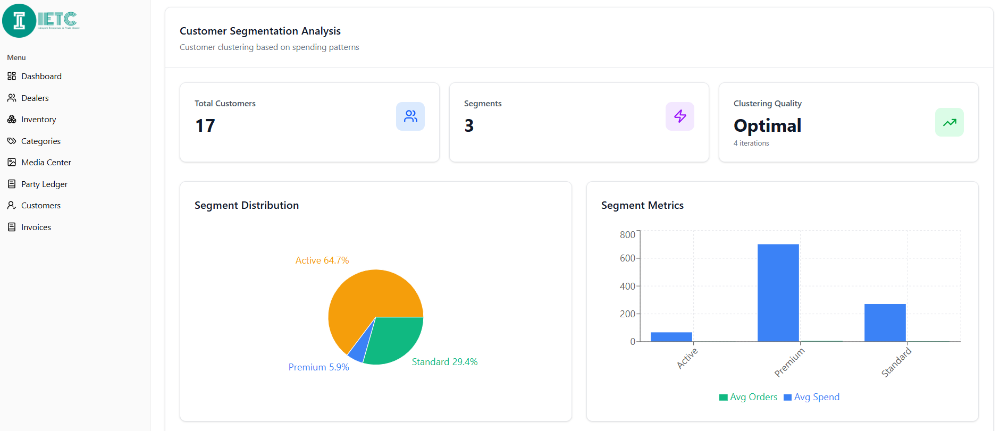 IETC
Menu
Dashboard
Dealers
Inventory
Categories
Media Center
Party Ledger
Customers
Invoices
Customer Segmentation Analysis
Customer clustering based on spending patterns
Total Customers
17
Segments
3
Clustering Quality
Optimal
4 iterations
Segment Distribution
Active 64.7%
Premium 5.9%
Standard 29.4%
Segment Metrics
800
600
400
200
0
Active
Premium
Standard
Avg Orders
Avg Spend